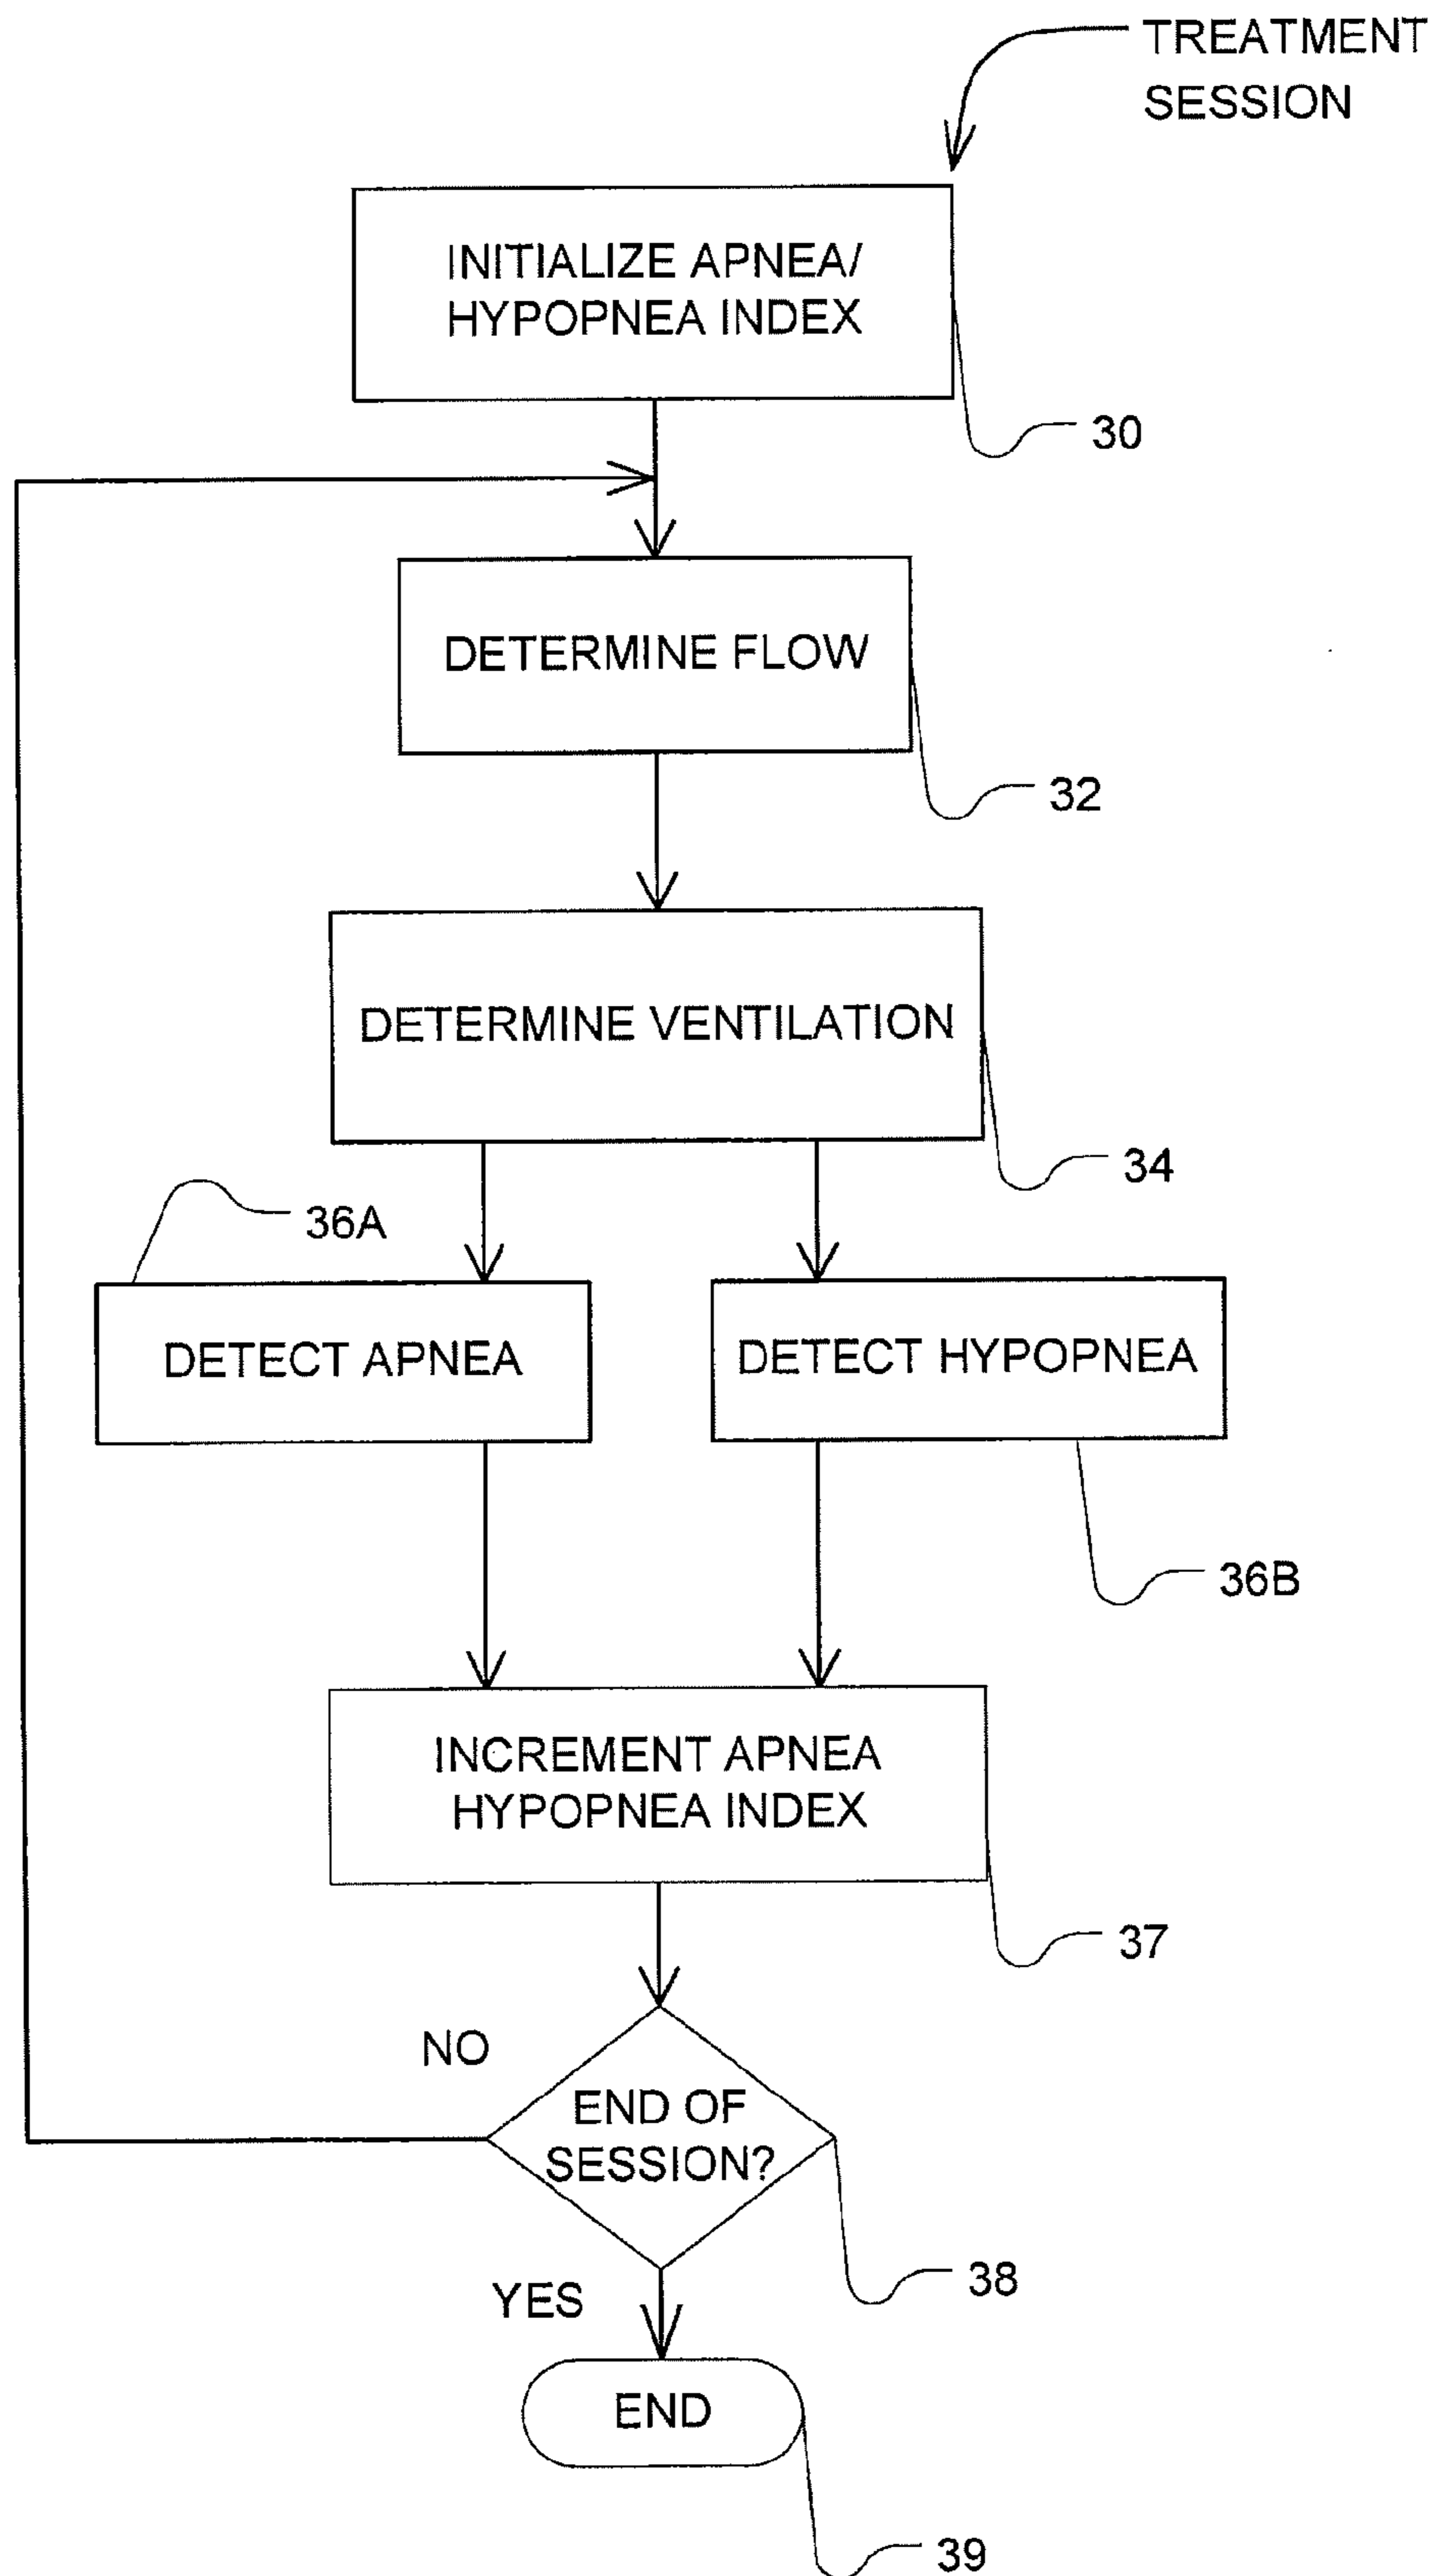 TREATMENT
SESSION
INITIALIZE APNEA/
HYPOPNEA INDEX
30
DETERMINE FLOW
32
DETERMINE VENTILATION
34
36A
DETECT APNEA
DETECT HYPOPNEA
36B
INCREMENT APNEA
HYPOPNEA INDEX
37
NO
END OF
SESSION?
38
YES
END
39